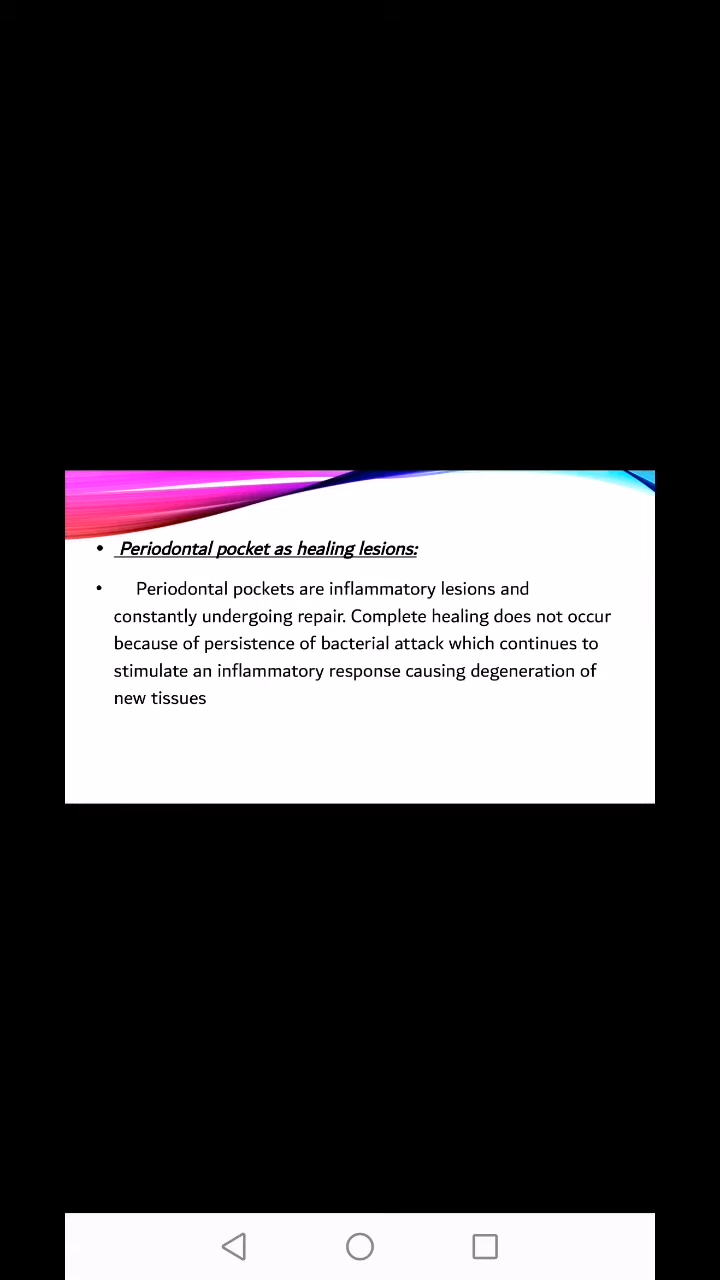 • Periodontal pocket as healing lesions:
• Periodontal pockets are inflammatory lesions and
constantly undergoing repair. Complete healing does not occur
because of persistence of bacterial attack which continues to
stimulate an inflammatory response causing degeneration of
new tissues